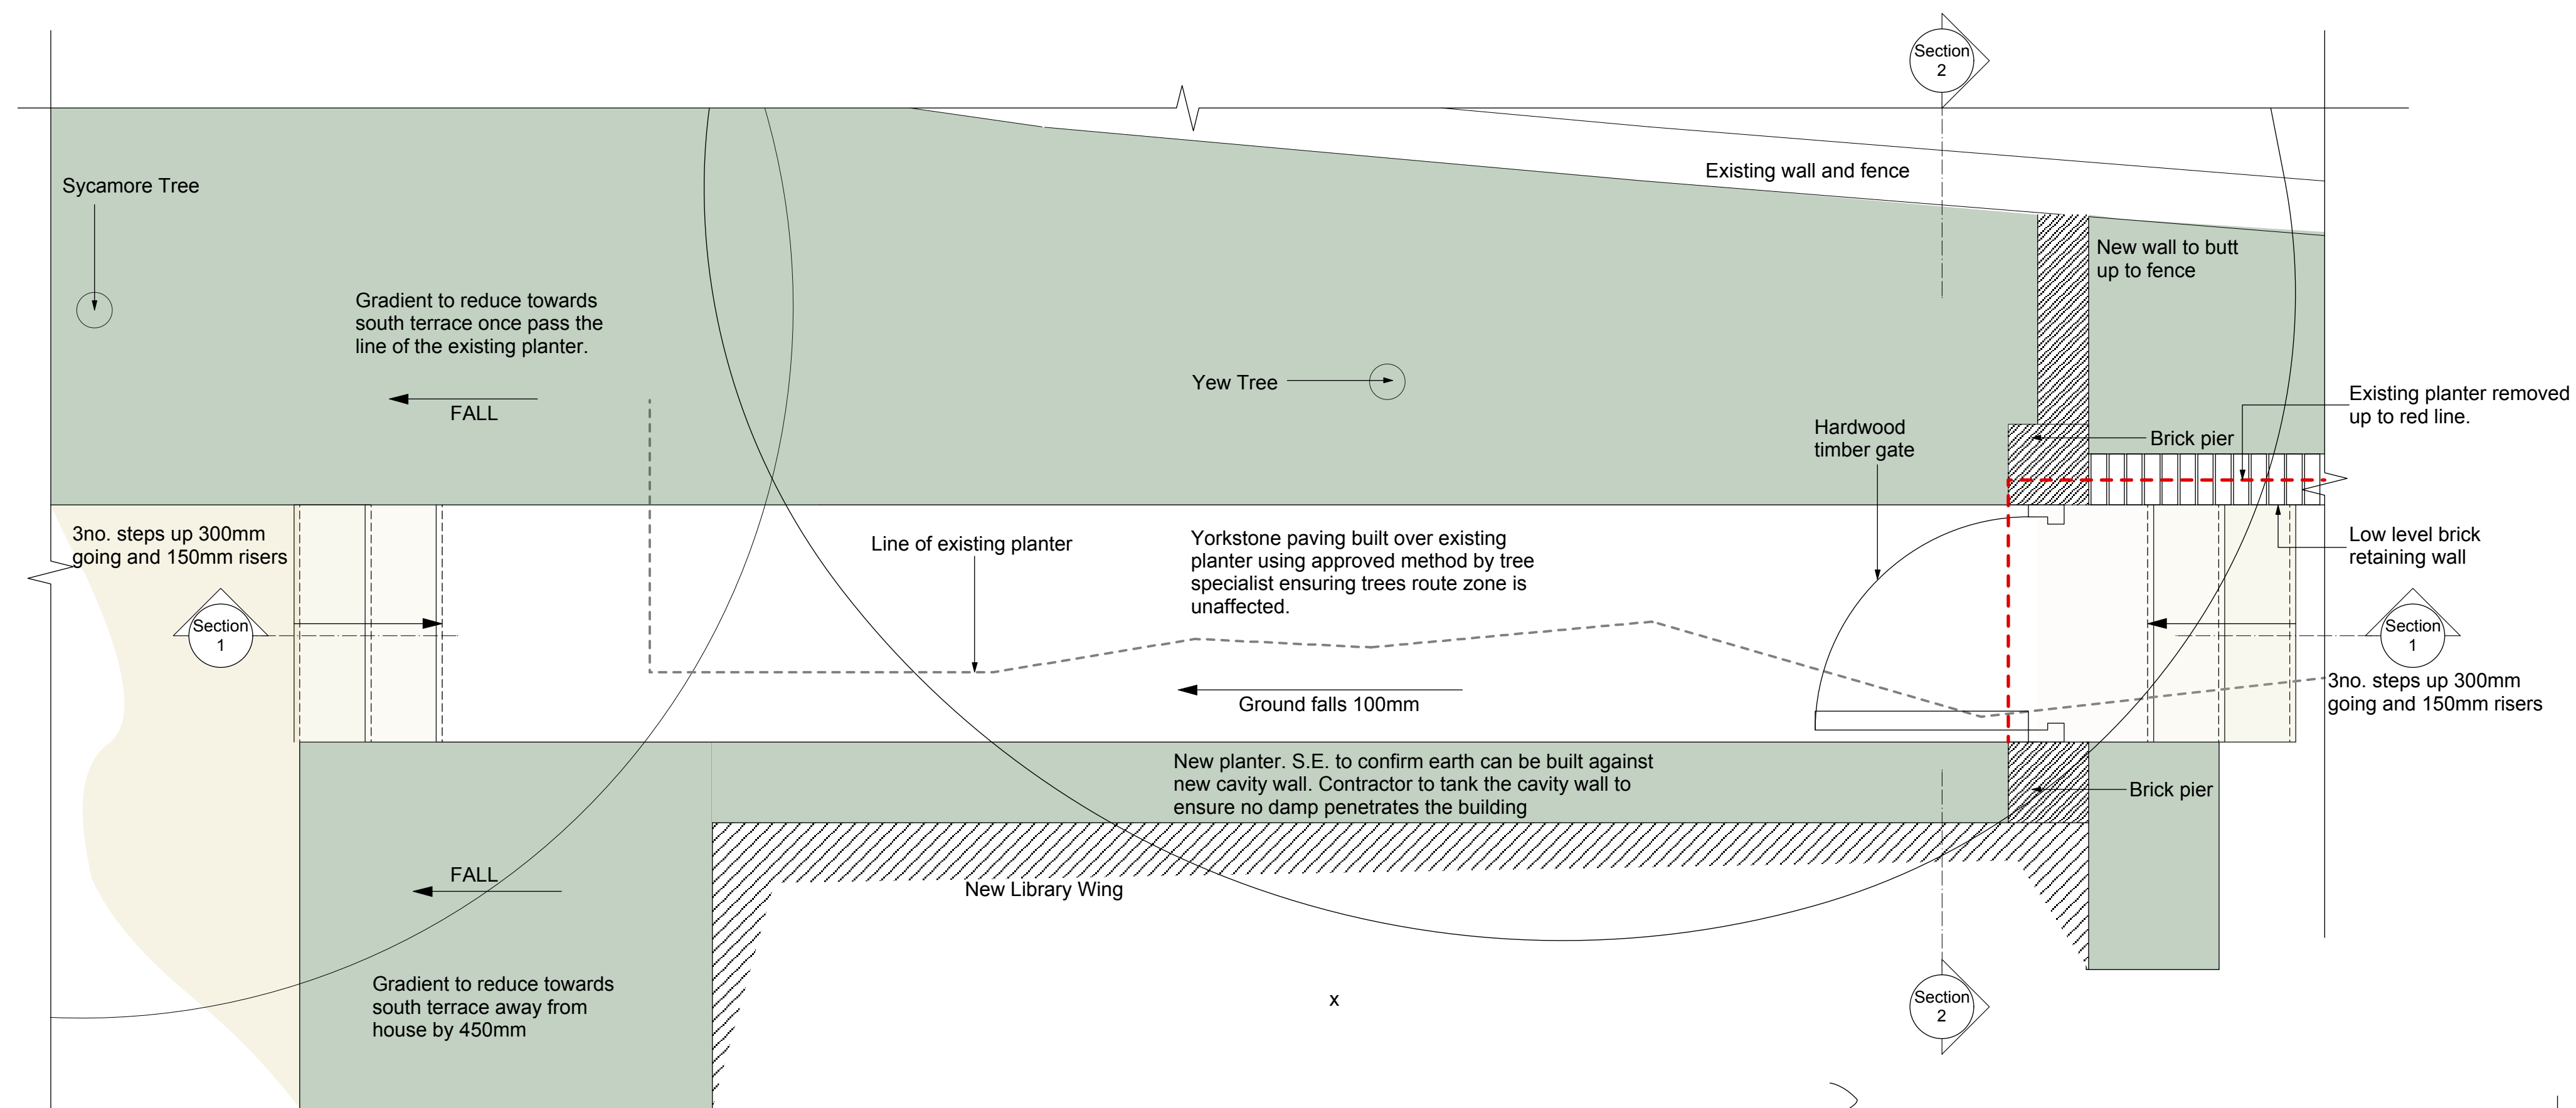 Section
2
Sycamore Tree
Existing wall and fence
New wall to butt
up to fence
Gradient to reduce towards
south terrace once pass the
line of the existing planter.
FALL
Yew Tree
Existing planter removed
up to red line.
Hardwood
timber gate
Brick pier
3no. steps up 300mm
going and 150mm risers
Line of existing planter
Yorkstone paving built over existing
planter using approved method by tree
specialist ensuring trees route zone is
unaffected.
Low level brick
retaining wall
Section
1
Section
1
3no. steps up 300mm
going and 150mm risers
Ground falls 100mm
New planter. S.E. to confirm earth can be built against
new cavity wall. Contractor to tank the cavity wall to
ensure no damp penetrates the building
Brick pier
FALL
New Library Wing
Gradient to reduce towards
south terrace away from
house by 450mm
x
Section
2